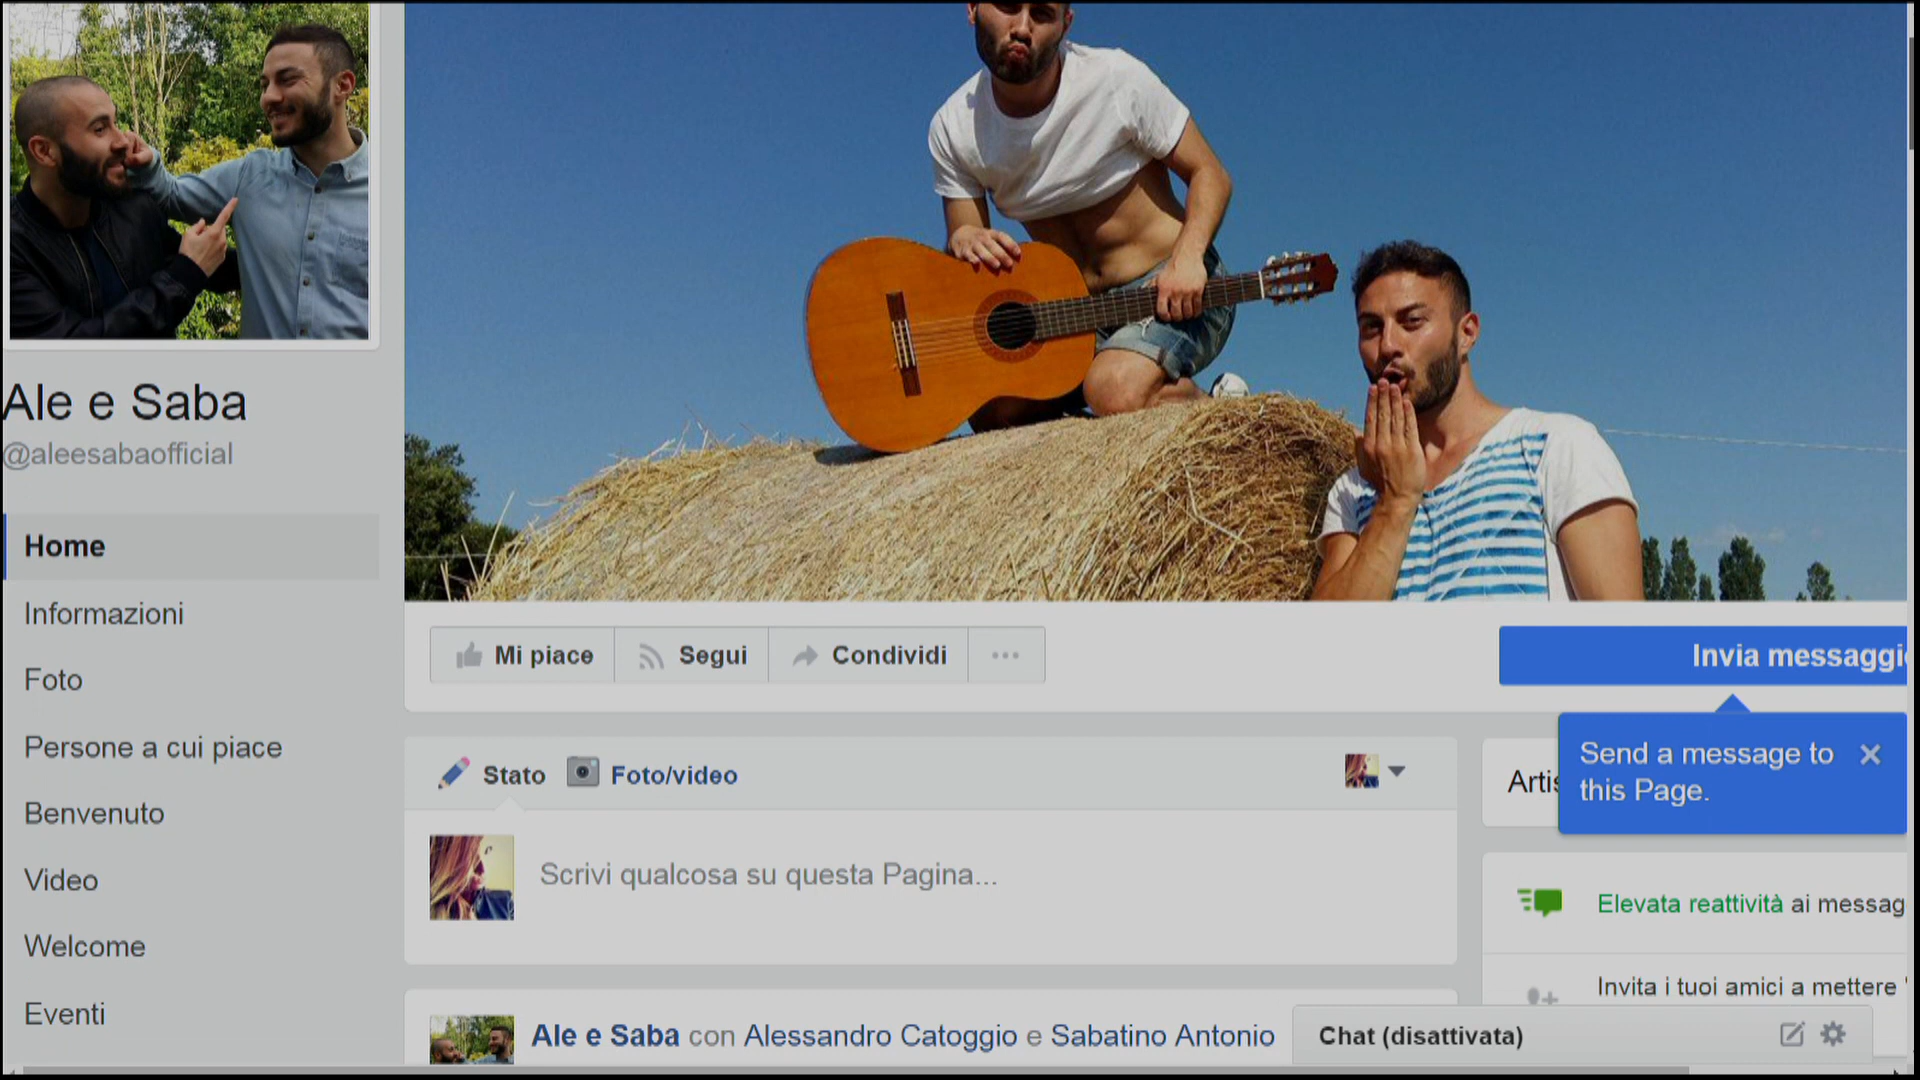 Ale e Saba
@aleesabaofficial
Home
Informazioni
Foto
Persone a cui piace
Benvenuto
Video
Welcome
Eventi
Mi piace
Segui
Condividi
Invia messaggi
Send a message to
this Page.
Stato
Foto/video
Scrivi qualcosa su questa Pagina...
Artis
Elevata reattività ai messag
Invita i tuoi amici a mettere "
Ale e Saba con Alessandro Catoggio e Sabatino Antonio
Chat (disattivata)